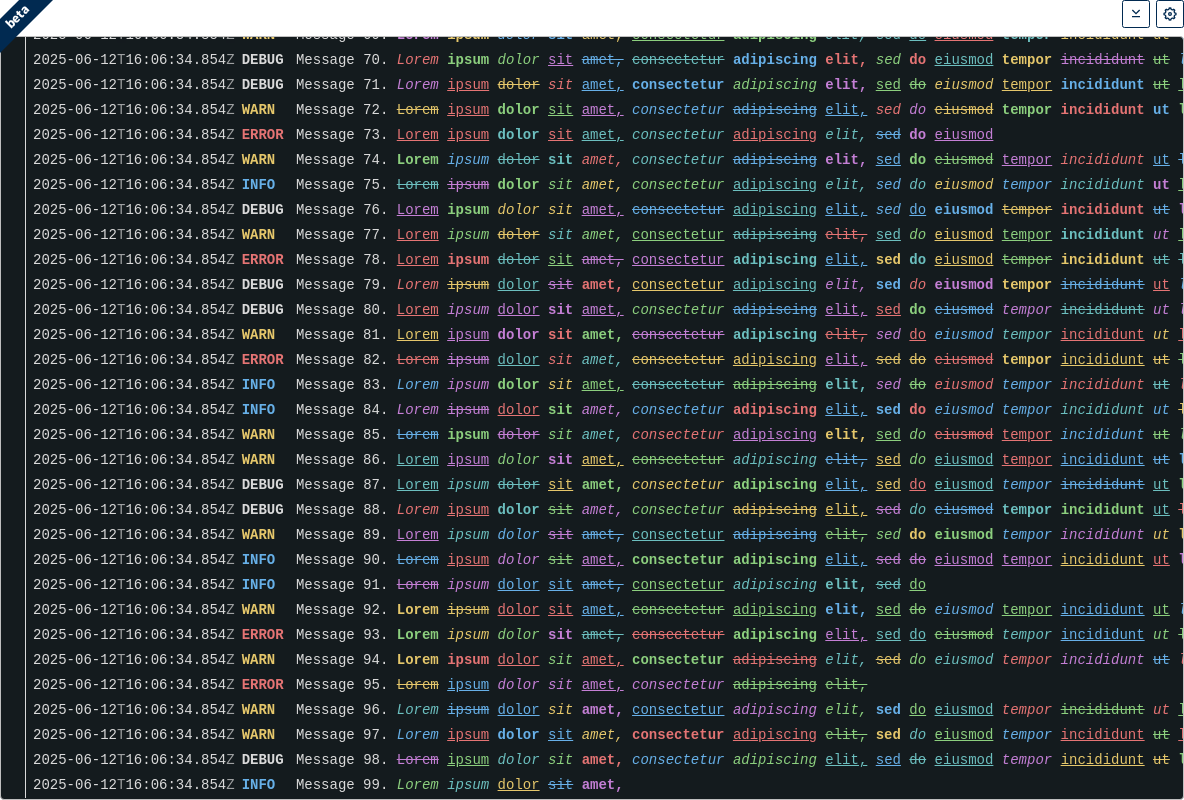 beta
2025-06-12T16:06:34.854Z DEBUG Message 70. Lorem ipsum dolor sit amet, consectetur adipiscing elit, sed do eiusmod tempor incididunt ut
2025-06-12T16:06:34.854Z DEBUG Message 71. Lorem ipsum dolor sit amet, consectetur adipiscing elit, sed do eiusmod tempor incididunt ut
2025-06-12T16:06:34.854Z WARN Message 72. Lorem ipsum dolor sit amet, consectetur adipiscing elit, sed do eiusmod tempor incididunt ut
2025-06-12T16:06:34.854Z ERROR Message 73. Lorem ipsum dolor sit amet, consectetur adipiscing elit, sed do eiusmod
2025-06-12T16:06:34.854Z WARN Message 74. Lorem ipsum dolor sit amet, consectetur adipiscing elit, sed do eiusmod tempor incididunt ut
2025-06-12T16:06:34.854Z INFO Message 75. Lorem ipsum dolor sit amet, consectetur adipiscing elit, sed do eiusmod tempor incididunt ut
2025-06-12T16:06:34.854Z DEBUG Message 76. Lorem ipsum dolor sit amet, consectetur adipiscing elit, sed do eiusmod tempor incididunt ut
2025-06-12T16:06:34.854Z WARN Message 77. Lorem ipsum dolor sit amet, consectetur adipiscing elit, sed do eiusmod tempor incididunt ut
2025-06-12T16:06:34.854Z ERROR Message 78. Lorem ipsum dolor sit amet, consectetur adipiscing elit, sed do eiusmod tempor incididunt ut
2025-06-12T16:06:34.854Z DEBUG Message 79. Lorem ipsum dolor sit amet, consectetur adipiscing elit, sed do eiusmod tempor incididunt ut
2025-06-12T16:06:34.854Z DEBUG Message 80. Lorem ipsum dolor sit amet, consectetur adipiscing elit, sed do eiusmod tempor incididunt ut
2025-06-12T16:06:34.854Z WARN Message 81. Lorem ipsum dolor sit amet, consectetur adipiscing elit, sed do eiusmod tempor incididunt ut
2025-06-12T16:06:34.854Z ERROR Message 82. Lorem ipsum dolor sit amet, consectetur adipiscing elit, sed do eiusmod tempor incididunt ut
2025-06-12T16:06:34.854Z INFO Message 83. Lorem ipsum dolor sit amet, consectetur adipiscing elit, sed do eiusmod tempor incididunt ut
2025-06-12T16:06:34.854Z INFO Message 84. Lorem ipsum dolor sit amet, consectetur adipiscing elit, sed do eiusmod tempor incididunt ut
2025-06-12T16:06:34.854Z WARN Message 85. Lorem ipsum dolor sit amet, consectetur adipiscing elit, sed do eiusmod tempor incididunt ut
2025-06-12T16:06:34.854Z WARN Message 86. Lorem ipsum dolor sit amet, consectetur adipiscing elit, sed do eiusmod tempor incididunt ut
2025-06-12T16:06:34.854Z DEBUG Message 87. Lorem ipsum dolor sit amet, consectetur adipiscing elit, sed do eiusmod tempor incididunt ut
2025-06-12T16:06:34.854Z DEBUG Message 88. Lorem ipsum dolor sit amet, consectetur adipiscing elit, sed do eiusmod tempor incididunt ut
2025-06-12T16:06:34.854Z WARN Message 89. Lorem ipsum dolor sit amet, consectetur adipiscing elit, sed do eiusmod tempor incididunt ut
2025-06-12T16:06:34.854Z INFO Message 90. Lorem ipsum dolor sit amet, consectetur adipiscing elit, sed do eiusmod tempor incididunt ut
2025-06-12T16:06:34.854Z INFO Message 91. Lorem ipsum dolor sit amet, consectetur adipiscing elit, sed do
2025-06-12T16:06:34.854Z WARN Message 92. Lorem ipsum dolor sit amet, consectetur adipiscing elit, sed do eiusmod tempor incididunt ut
2025-06-12T16:06:34.854Z ERROR Message 93. Lorem ipsum dolor sit amet, consectetur adipiscing elit, sed do eiusmod tempor incididunt ut
2025-06-12T16:06:34.854Z WARN Message 94. Lorem ipsum dolor sit amet, consectetur adipiscing elit, sed do eiusmod tempor incididunt ut
2025-06-12T16:06:34.854Z ERROR Message 95. Lorem ipsum dolor sit amet, consectetur adipiscing elit,
2025-06-12T16:06:34.854Z WARN Message 96. Lorem ipsum dolor sit amet, consectetur adipiscing elit, sed do eiusmod tempor incididunt ut
2025-06-12T16:06:34.854Z WARN Message 97. Lorem ipsum dolor sit amet, consectetur adipiscing elit, sed do eiusmod tempor incididunt ut
2025-06-12T16:06:34.854Z DEBUG Message 98. Lorem ipsum dolor sit amet, consectetur adipiscing elit, sed do eiusmod tempor incididunt ut
2025-06-12T16:06:34.854Z INFO Message 99. Lorem ipsum dolor sit amet,